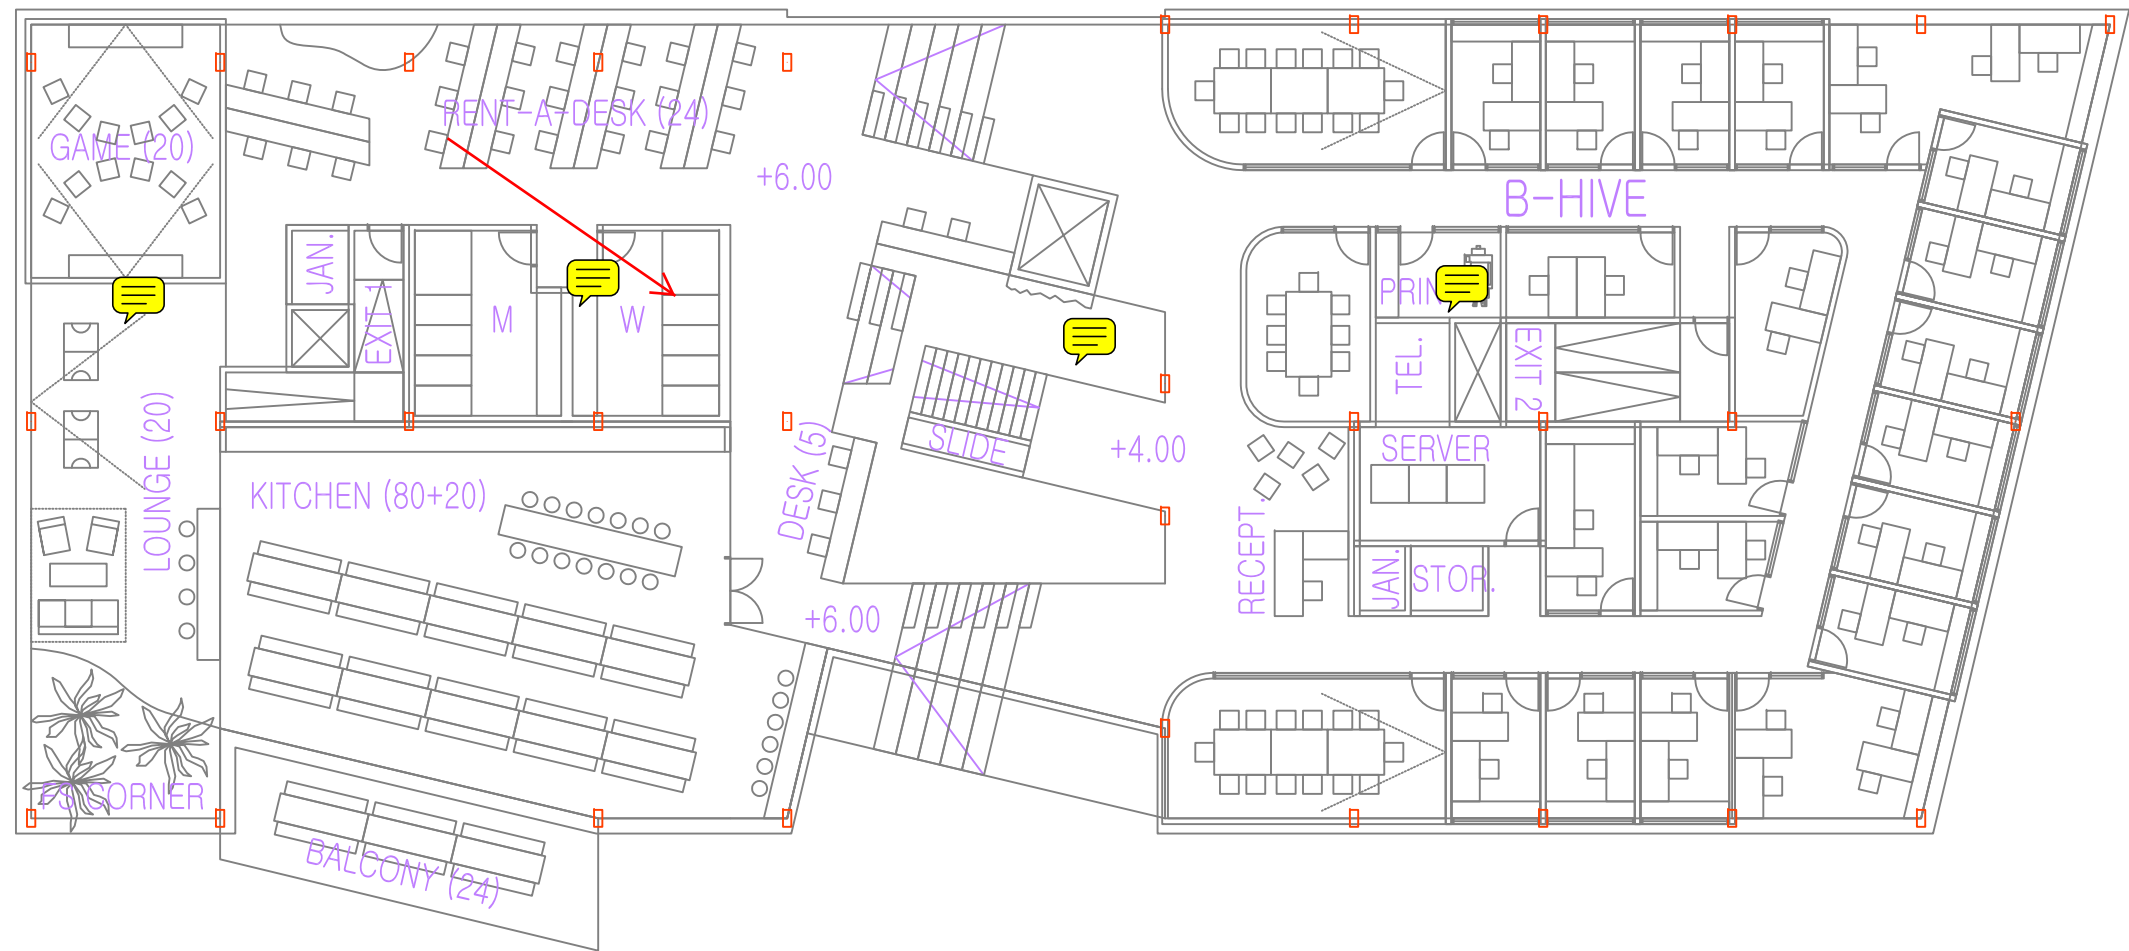 RENT-A-DESK (24)
GAME (20)
+6.00
B-HIVE
JAN.
EXIT 1
M
W
PRIN
TEL.
EXIT 2
LOUNGE (20)
KITCHEN (80+20)
DESK (5)
SLIDE
+4.00
SERVER
RECEPT.
JAN.
STOR.
+6.00
FS CORNER
BALCONY (24)